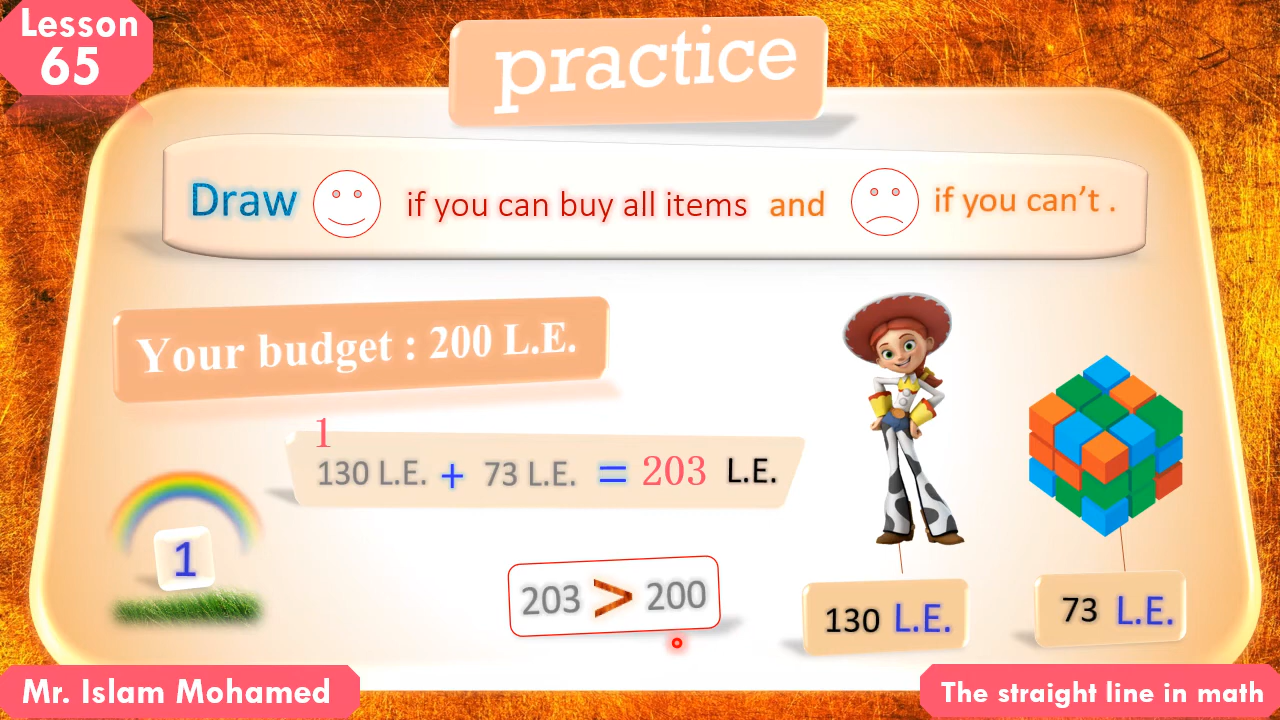 Lesson
65
practice
Draw if you can buy all items and if you can’t .
Your budget : 200 L.E.
1
130 L.E. + 73 L.E. = 203 L.E.
1
203 > 200
130 L.E.
73 L.E.
Mr. Islam Mohamed
The straight line in math